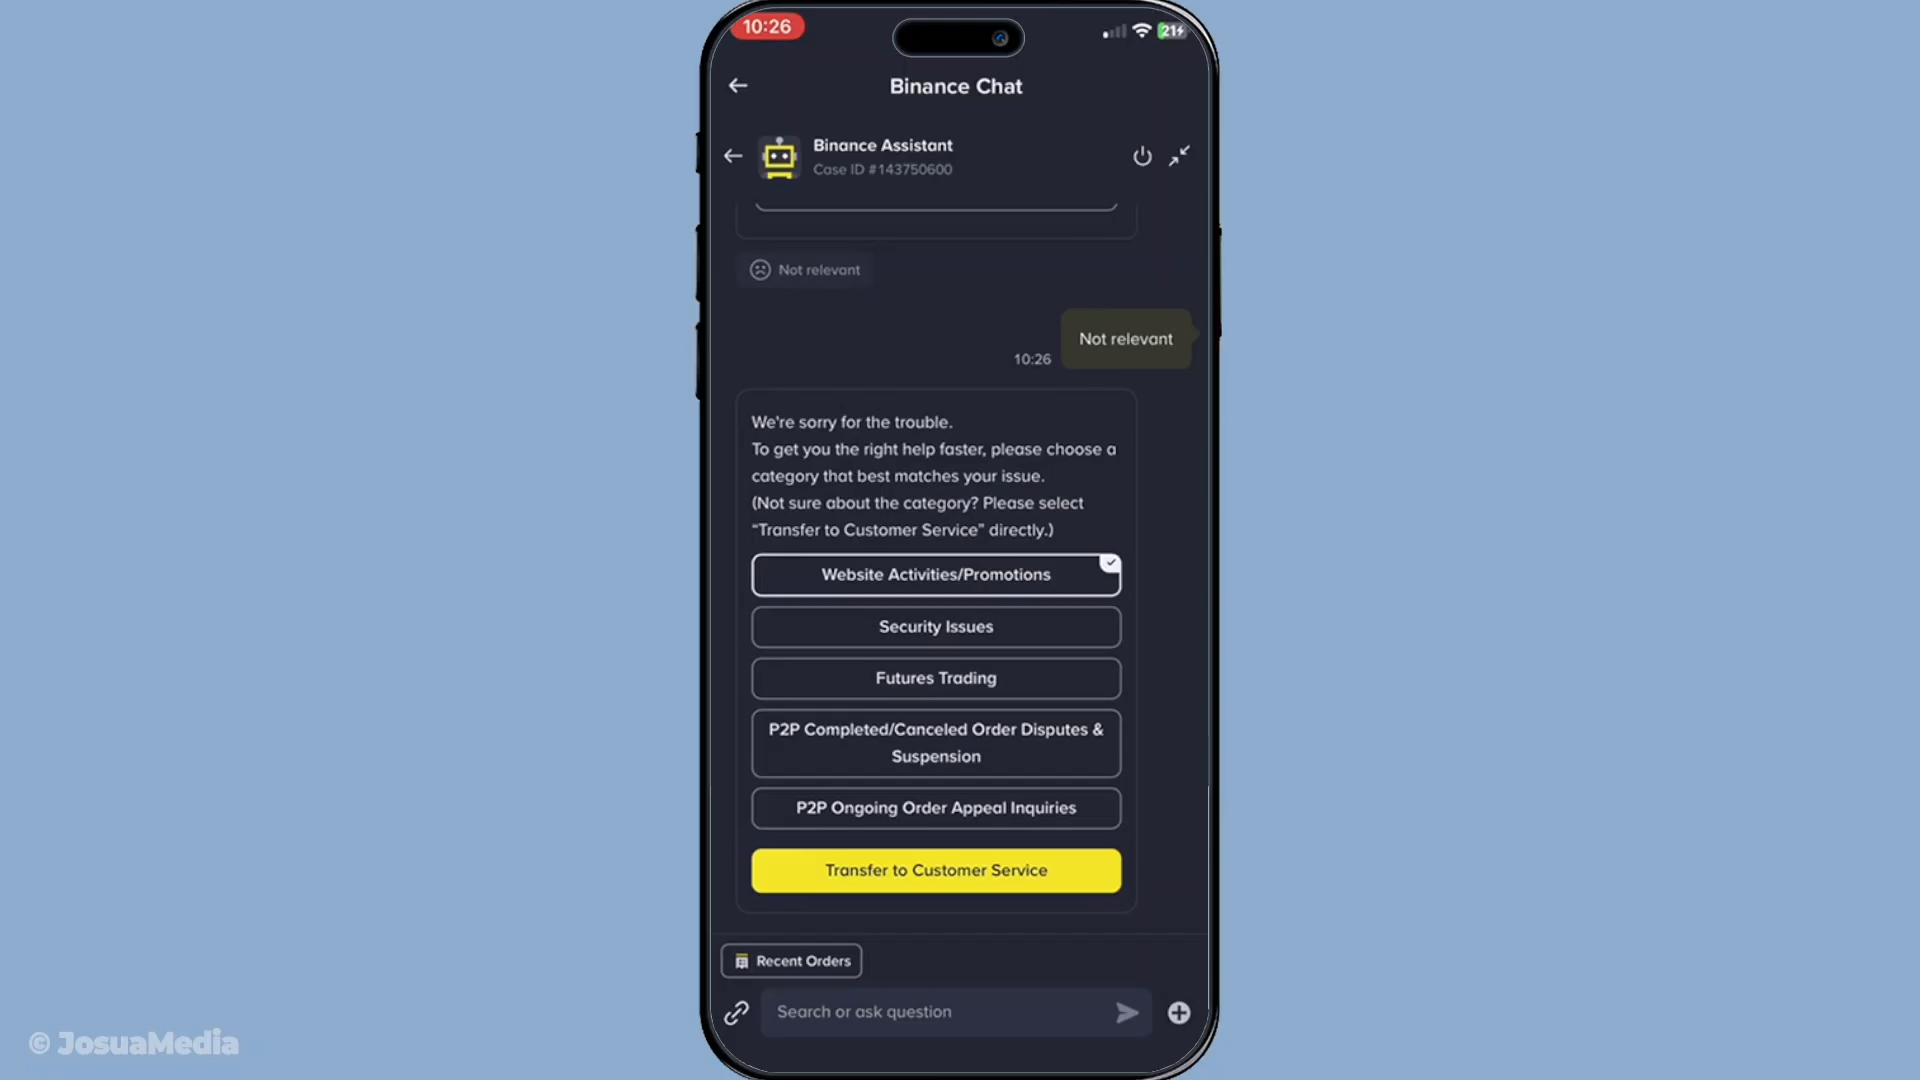 10:26
21
Binance Chat
Binance Assistant
Case ID #143750600
Not relevant
Not relevant
10:26
We're sorry for the trouble.
To get you the right help faster, please choose a
category that best matches your issue.
(Not sure about the category? Please select
“Transfer to Customer Service” directly.)
Website Activities/Promotions
Security Issues
Futures Trading
P2P Completed/Canceled Order Disputes &
Suspension
P2P Ongoing Order Appeal Inquiries
Transfer to Customer Service
Recent Orders
Search or ask question
© JosuaMedia